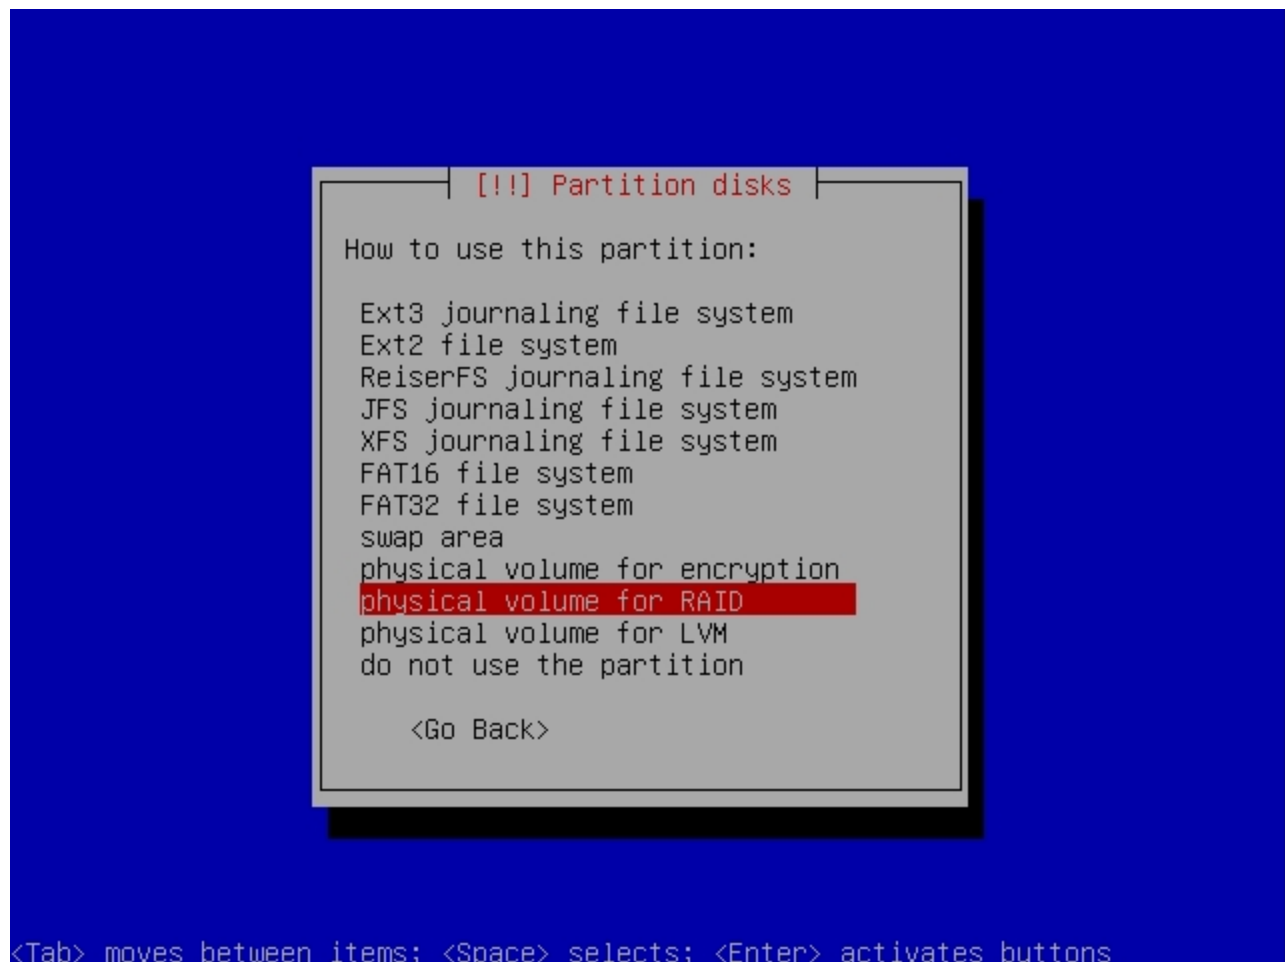 [!!] Partition disks
How to use this partition:
Ext3 journaling file system
Ext2 file system
ReiserFS journaling file system
JFS journaling file system
XFS journaling file system
FAT16 file system
FAT32 file system
swap area
physical volume for encryption
physical volume for RAID
physical volume for LVM
do not use the partition
<Go Back>
<Tab> moves between items; <Space> selects; <Enter> activates buttons